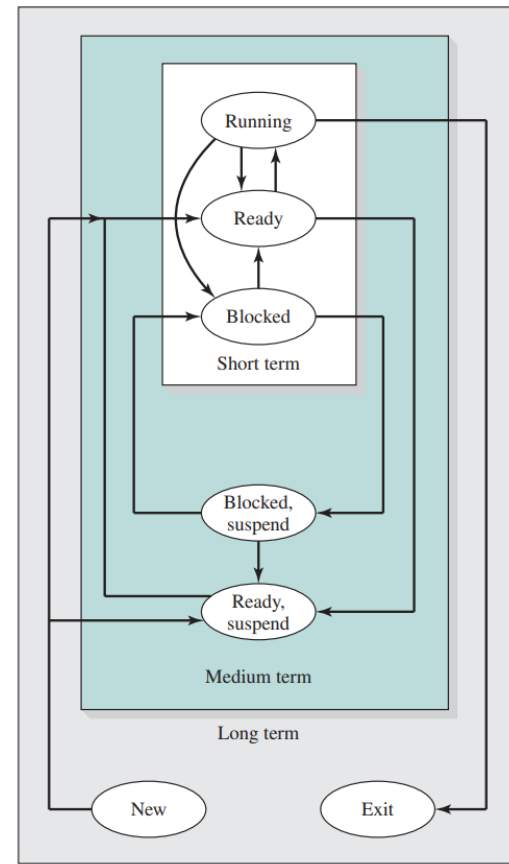 Running
Ready
Blocked
Short term
Blocked,
suspend
Ready,
suspend
Medium term
Long term
New
Exit